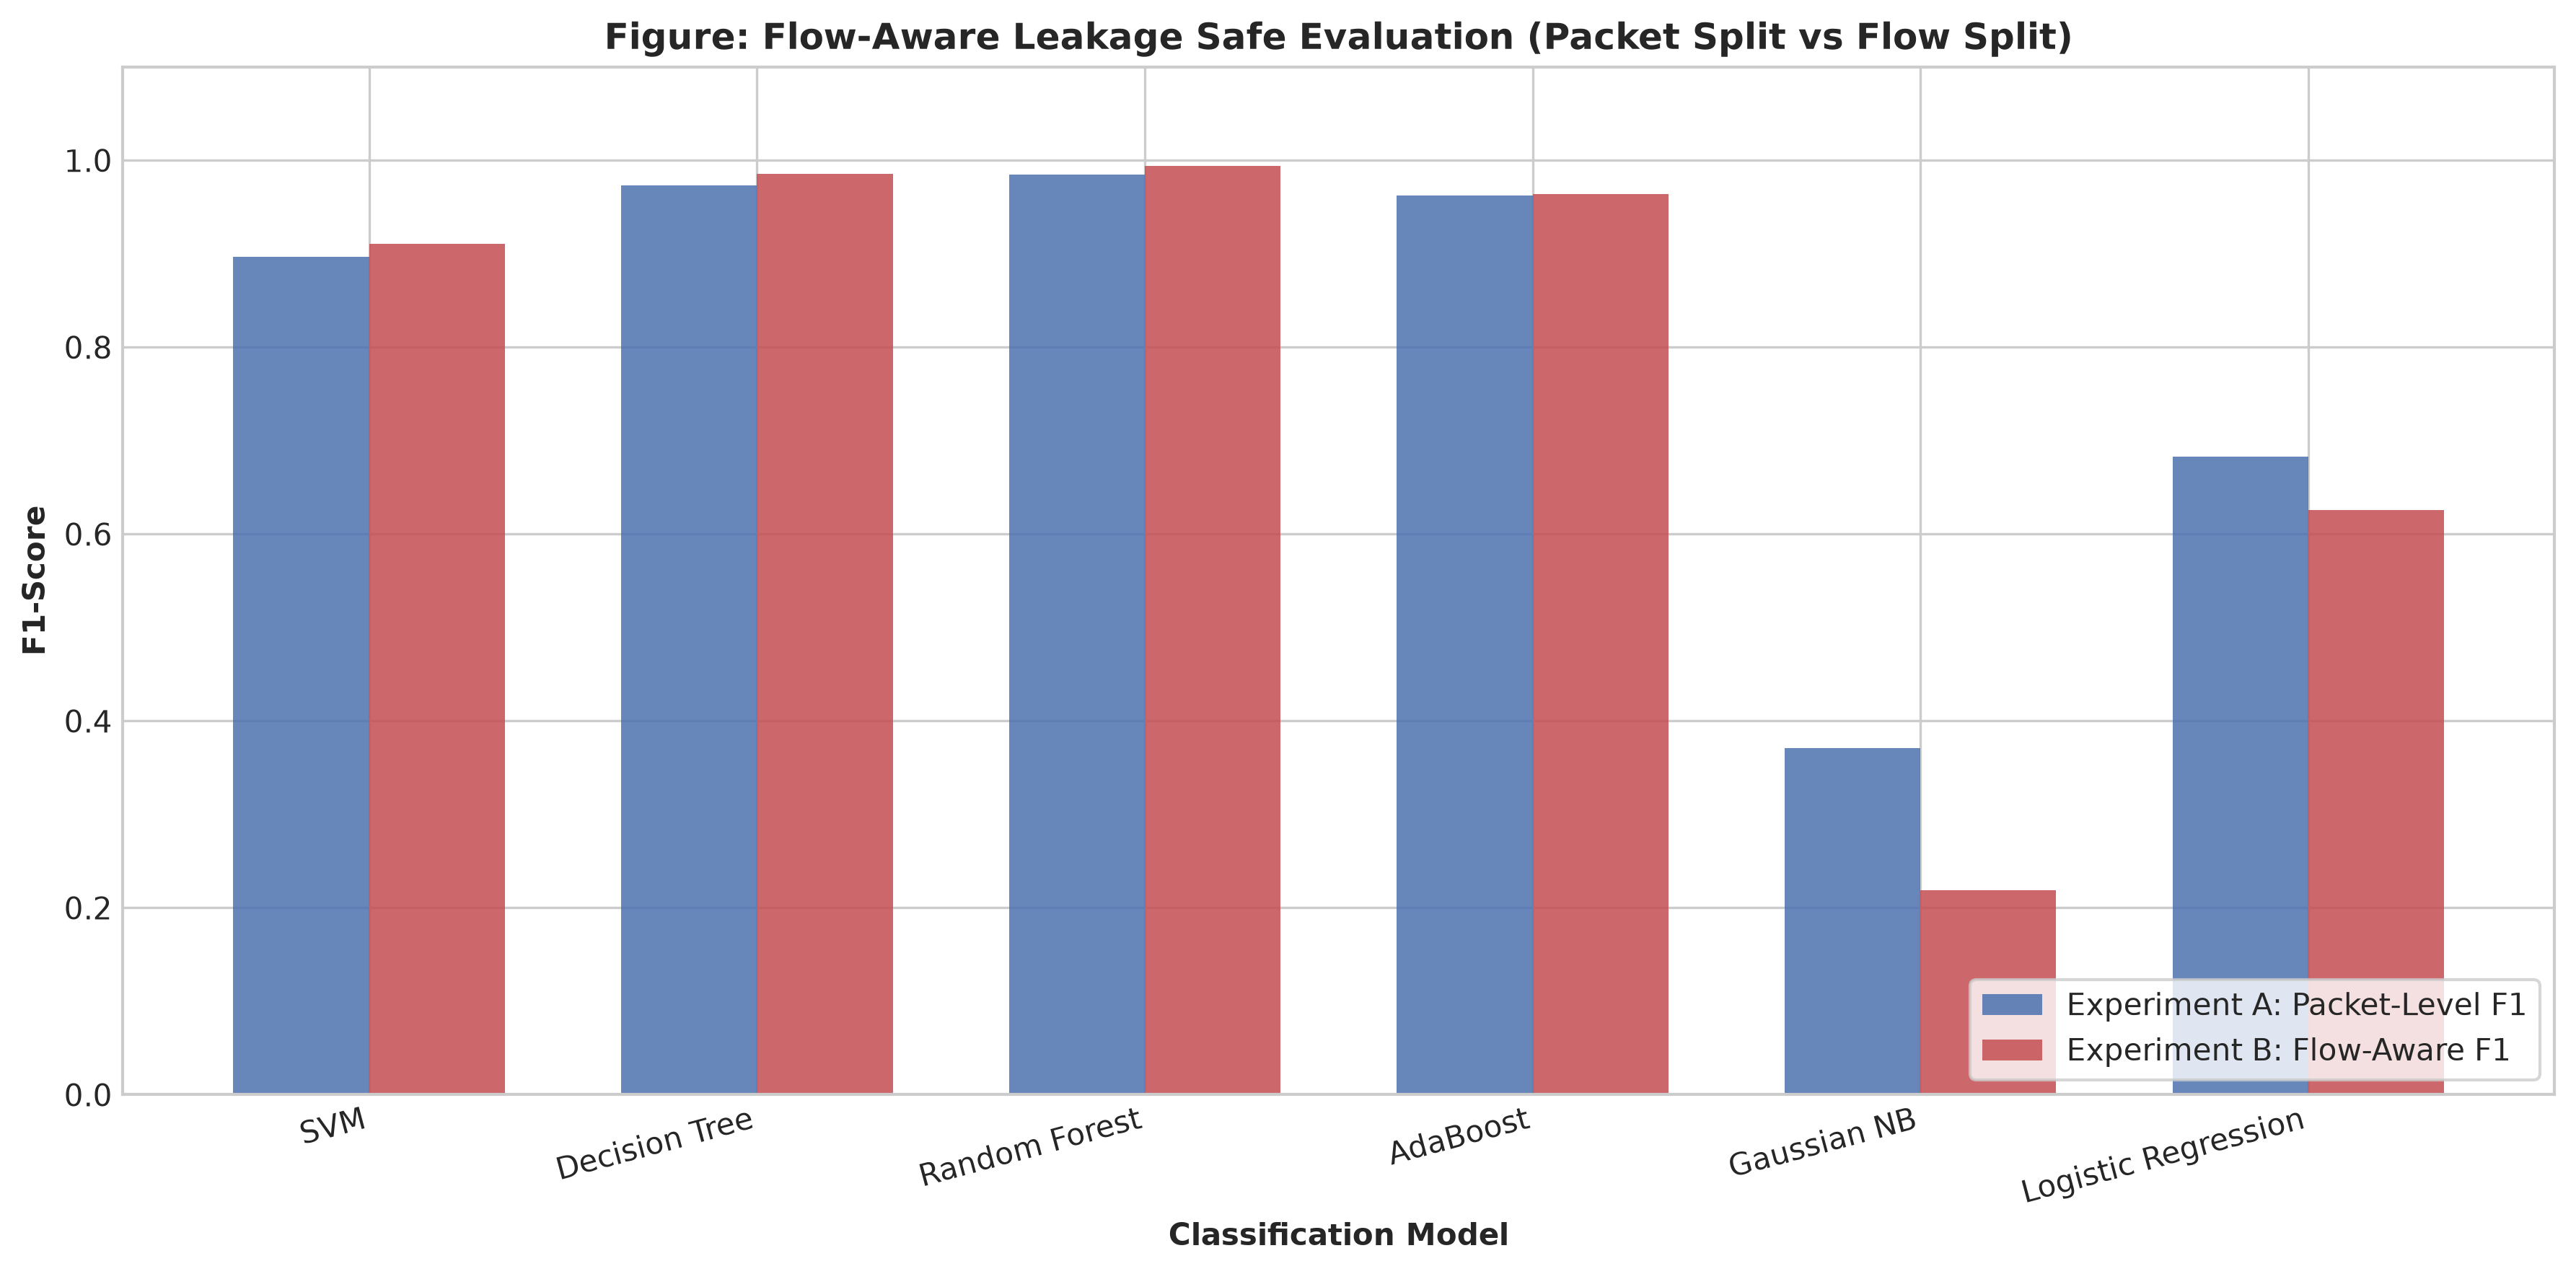 Figure: Flow-Aware Leakage Safe Evaluation (Packet Split vs Flow Split)
F1-Score
1.0
0.8
0.6
0.4
0.2
0.0
SVM
Decision Tree
Random Forest
AdaBoost
Gaussian NB
Logistic Regression
Classification Model
Experiment A: Packet-Level F1
Experiment B: Flow-Aware F1